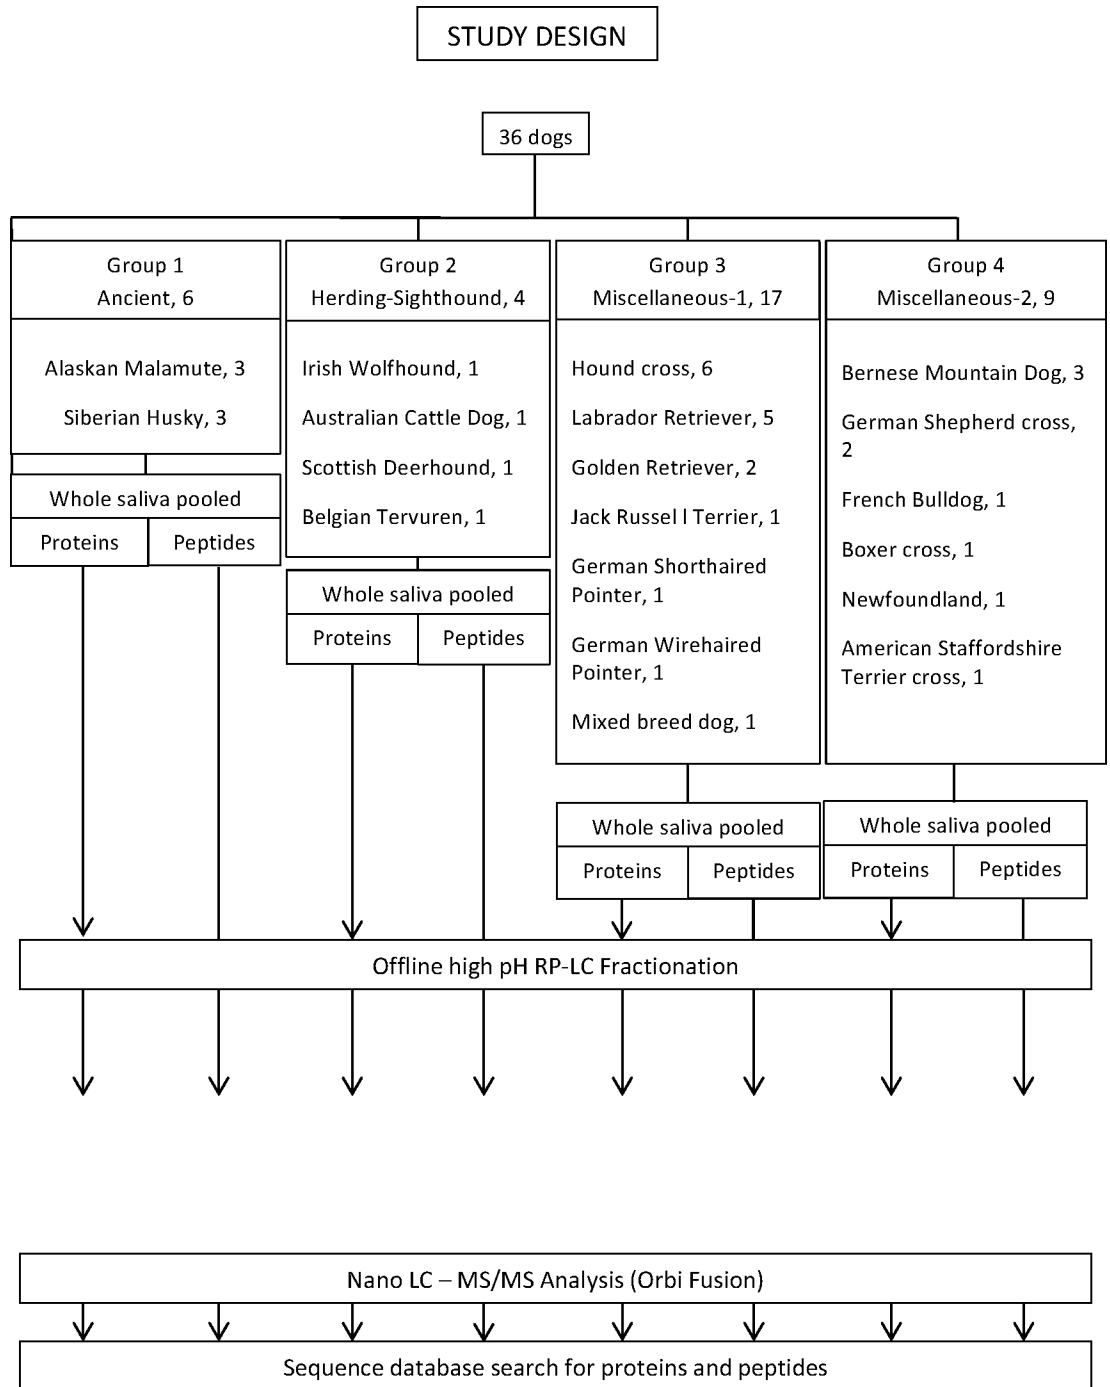 STUDY DESIGN
36 dogs
Group 1
Ancient, 6
Alaskan Malamute, 3
Siberian Husky, 3
Whole saliva pooled
Proteins
Peptides
Group 2
Herding-Sighthound, 4
Irish Wolfhound, 1
Australian Cattle Dog, 1
Scottish Deerhound, 1
Belgian Tervuren, 1
Whole saliva pooled
Proteins
Peptides
Group 3
Miscellaneous-1, 17
Hound cross, 6
Labrador Retriever, 5
Golden Retriever, 2
Jack Russel l Terrier, 1
German Shorthaired
Pointer, 1
German Wirehaired
Pointer, 1
Mixed breed dog, 1
Whole saliva pooled
Proteins
Peptides
Group 4
Miscellaneous-2, 9
Bernese Mountain Dog, 3
German Shepherd cross,
2
French Bulldog, 1
Boxer cross, 1
Newfoundland, 1
American Staffordshire
Terrier cross, 1
Whole saliva pooled
Proteins
Peptides
Offline high pH RP-LC Fractionation
Nano LC – MS/MS Analysis (Orbi Fusion)
Sequence database search for proteins and peptides